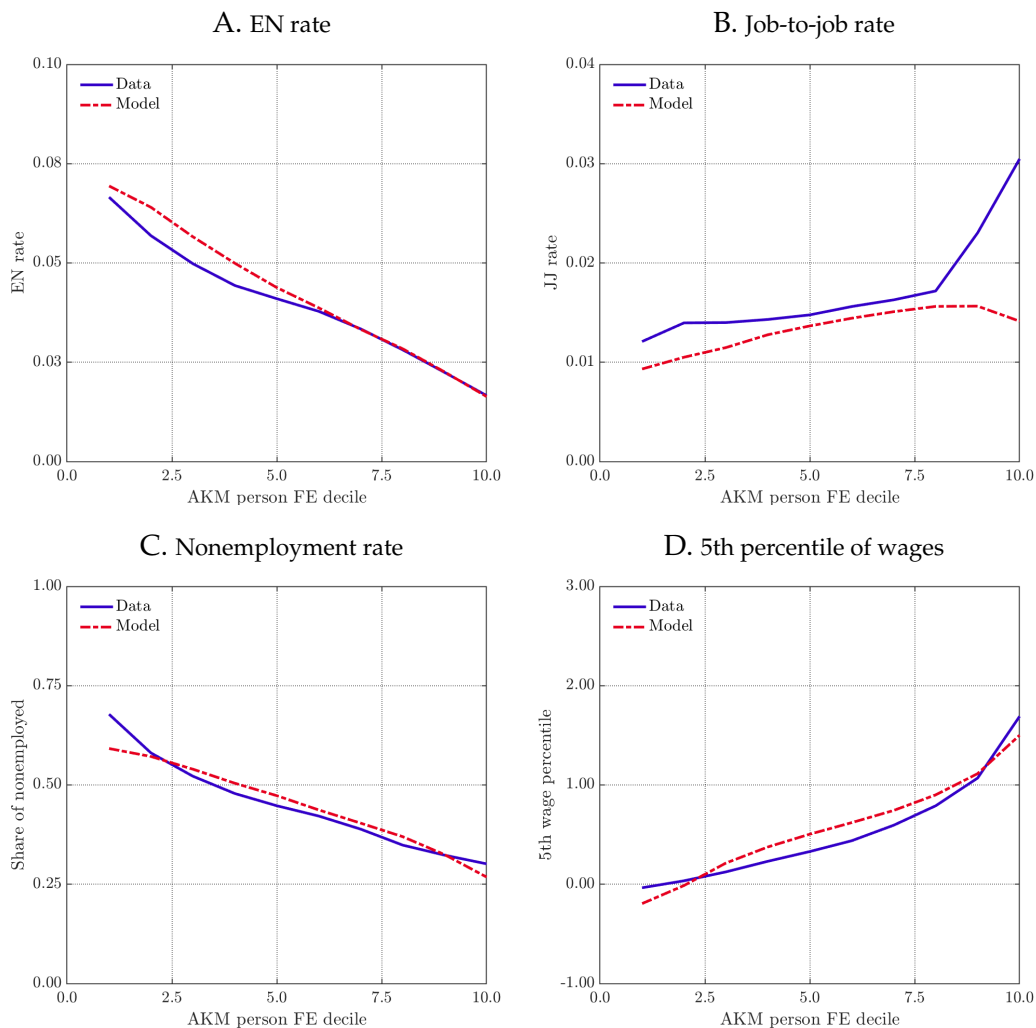 A. EN rate
Data
Model
0.10
0.08
0.05
0.03
0.00
EN rate
0.0 2.5 5.0 7.5 10.0
AKM person FE decile
B. Job-to-job rate
Data
Model
0.04
0.03
0.02
0.01
0.00
JJ rate
0.0 2.5 5.0 7.5 10.0
AKM person FE decile
C. Nonemployment rate
Data
Model
1.00
0.75
0.50
0.25
0.00
Share of nonemployed
0.0 2.5 5.0 7.5 10.0
AKM person FE decile
D. 5th percentile of wages
Data
Model
3.00
2.00
1.00
0.00
-1.00
5th wage percentile
0.0 2.5 5.0 7.5 10.0
AKM person FE decile